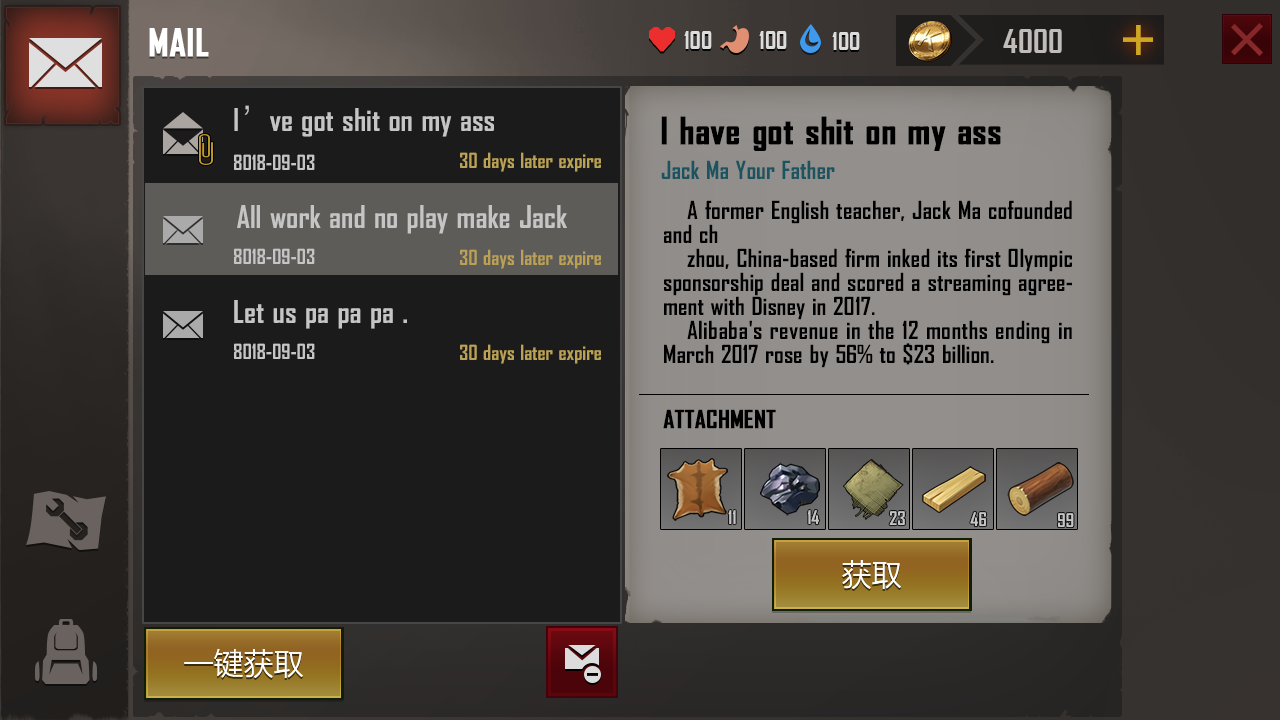 MAIL
100
100
100
4000
I’ve got shit on my ass
8018-09-03
30 days later expire
All work and no play make Jack
8018-09-03
30 days later expire
Let us pa pa pa .
8018-09-03
30 days later expire
一键获取
I have got shit on my ass
Jack Ma Your Father
A former English teacher, Jack Ma cofounded
and ch
zhou, China-based firm inked its first Olympic
sponsorship deal and scored a streaming agree-
ment with Disney in 2017.
Alibaba's revenue in the 12 months ending in
March 2017 rose by 56% to $23 billion.
ATTACHMENT
11
14
23
46
99
获取